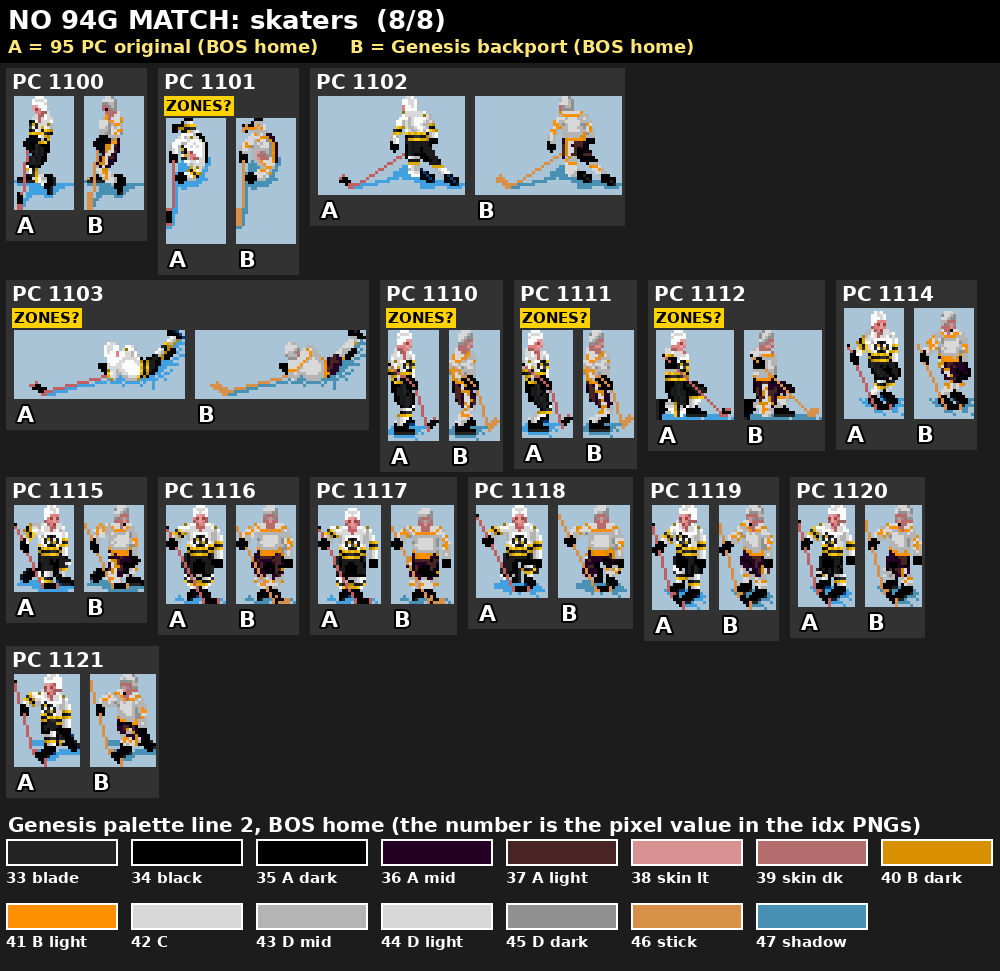 NO 94G MATCH: skaters  (8/8)
A = 95 PC original (BOS home)     B = Genesis backport (BOS home)
PC 1100
A B
PC 1101
ZONES?
A B
PC 1102
A B
PC 1103
ZONES?
A B
PC 1110
ZONES?
A B
PC 1111
ZONES?
A B
PC 1112
ZONES?
A B
PC 1114
A B
PC 1115
A B
PC 1116
A B
PC 1117
A B
PC 1118
A B
PC 1119
A B
PC 1120
A B
PC 1121
A B
Genesis palette line 2, BOS home (the number is the pixel value in the idx PNGs)
33 blade 34 black 35 A dark 36 A mid 37 A light 38 skin lt 39 skin dk 40 B dark
41 B light 42 C 43 D mid 44 D light 45 D dark 46 stick 47 shadow